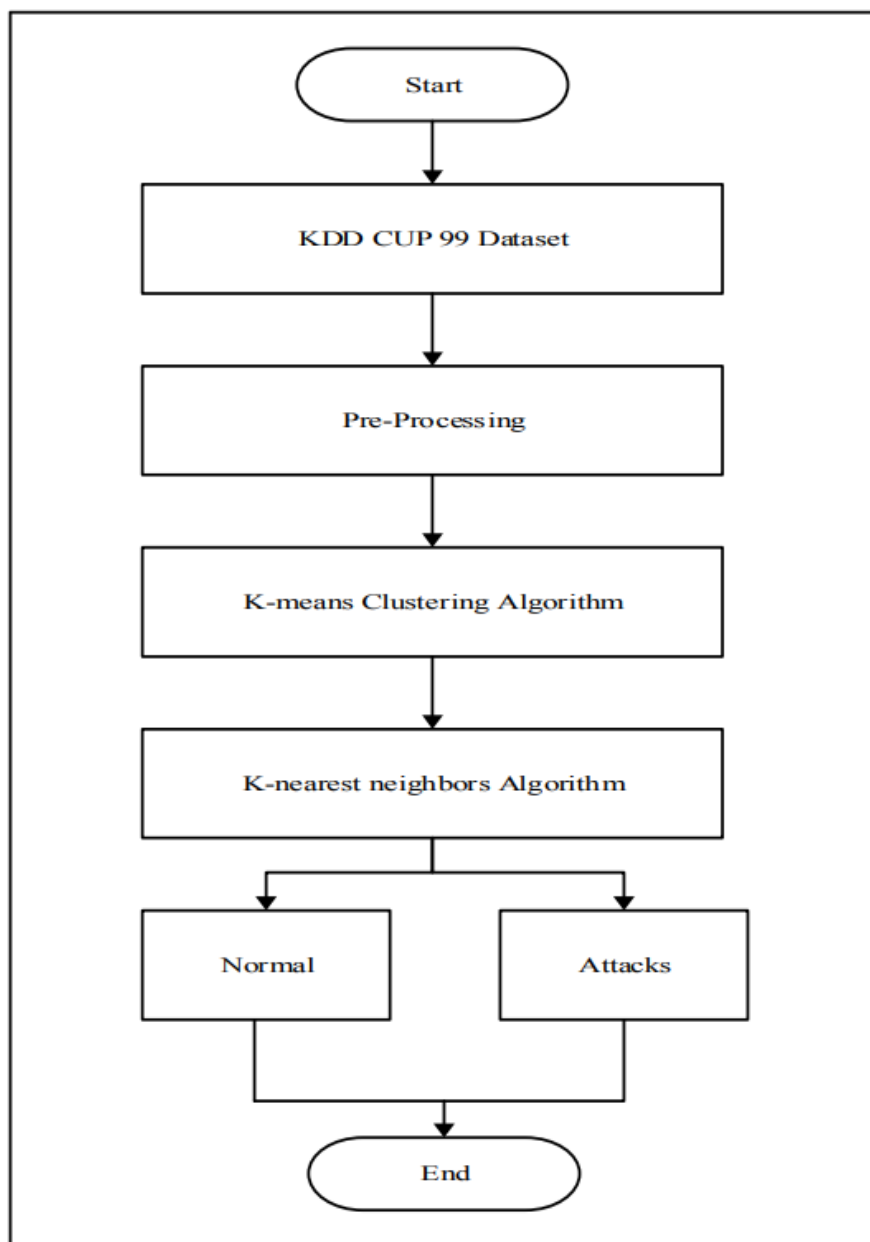 Start
KDD CUP 99 Dataset
Pre-Processing
K-means Clustering Algorithm
K-nearest neighbors Algorithm
Normal
Attacks
End